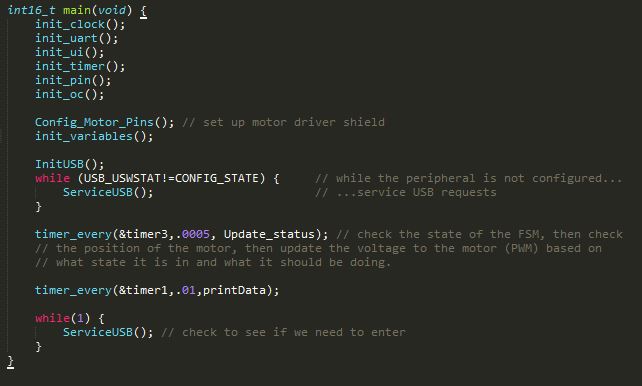 int16_t main(void) {
init_clock();
init_uart();
init_ui();
init_timer();
init_pin();
init_oc();
Config_Motor_Pins(); // set up motor driver shield
init_variables();
InitUSB();
while (USB_USWSTAT!=CONFIG_STATE) { // while the peripheral is not configured...
ServiceUSB(); // ...service USB requests
}
timer_every(&timer3,.0005, Update_status); // check the state of the FSM, then check
// the position of the motor, then update the voltage to the motor (PWM) based on
// what state it is in and what it should be doing.
timer_every(&timer1,.01,printData);
while(1) {
ServiceUSB(); // check to see if we need to enter
}
}